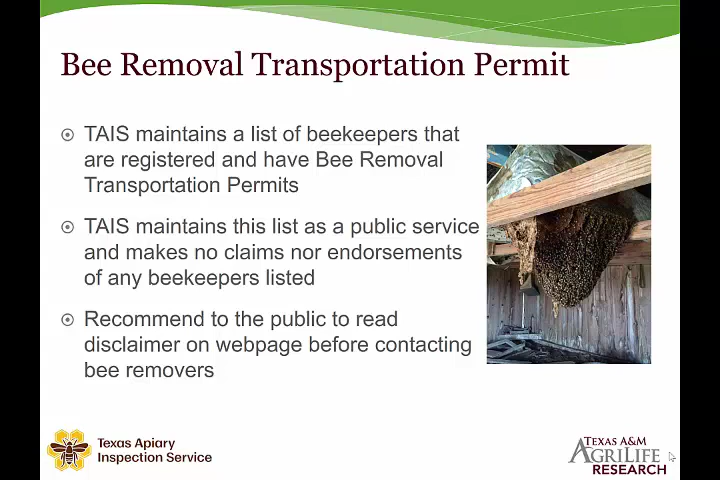 Bee Removal Transportation Permit
TAIS maintains a list of beekeepers that
are registered and have Bee Removal
Transportation Permits
TAIS maintains this list as a public service
and makes no claims nor endorsements
of any beekeepers listed
Recommend to the public to read
disclaimer on webpage before contacting
bee removers
Texas Apiary
Inspection Service
TEXAS A&M
AGRILIFE
RESEARCH